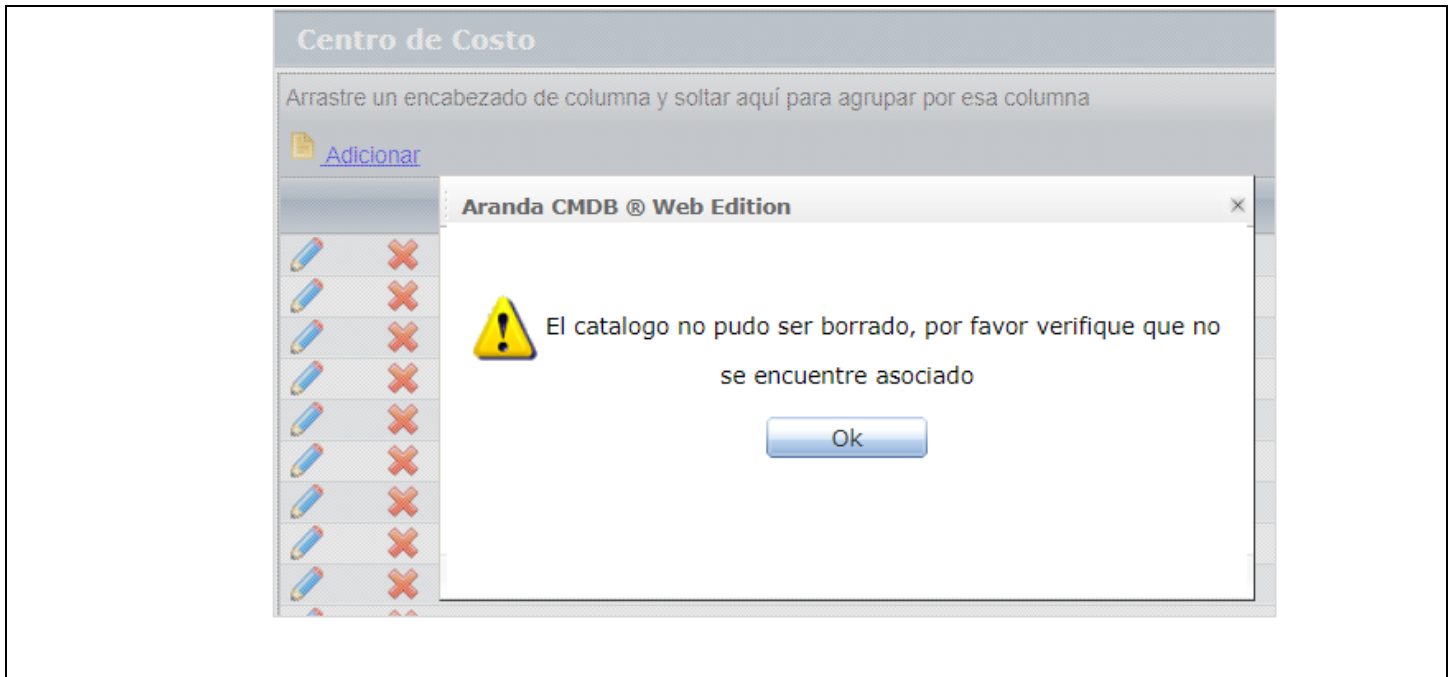 Centro de Costo
Arrastre un encabezado de columna y soltar aquí para agrupar por esa columna
Adicionar
Aranda CMDB ® Web Edition
El catalogo no pudo ser borrado, por favor verifique que no
se encuentre asociado
Ok